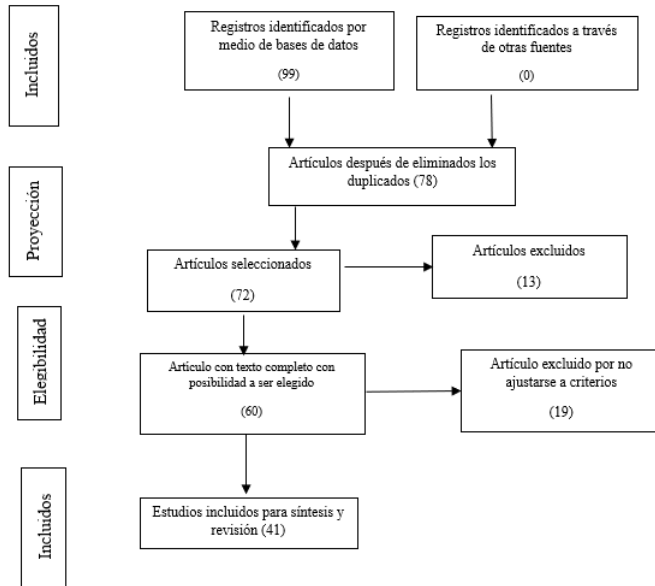 Incluidos
Registros identificados por
medio de bases de datos
(99)
Registros identificados a través
de otras fuentes
(0)
Artículos después de eliminados los
duplicados (78)
Proyección
Artículos seleccionados
(72)
Artículos excluidos
(13)
Elegibilidad
Artículo con texto completo con
posibilidad a ser elegido
(60)
Artículo excluido por no
ajustarse a criterios
(19)
Incluidos
Estudios incluidos para síntesis y
revisión (41)